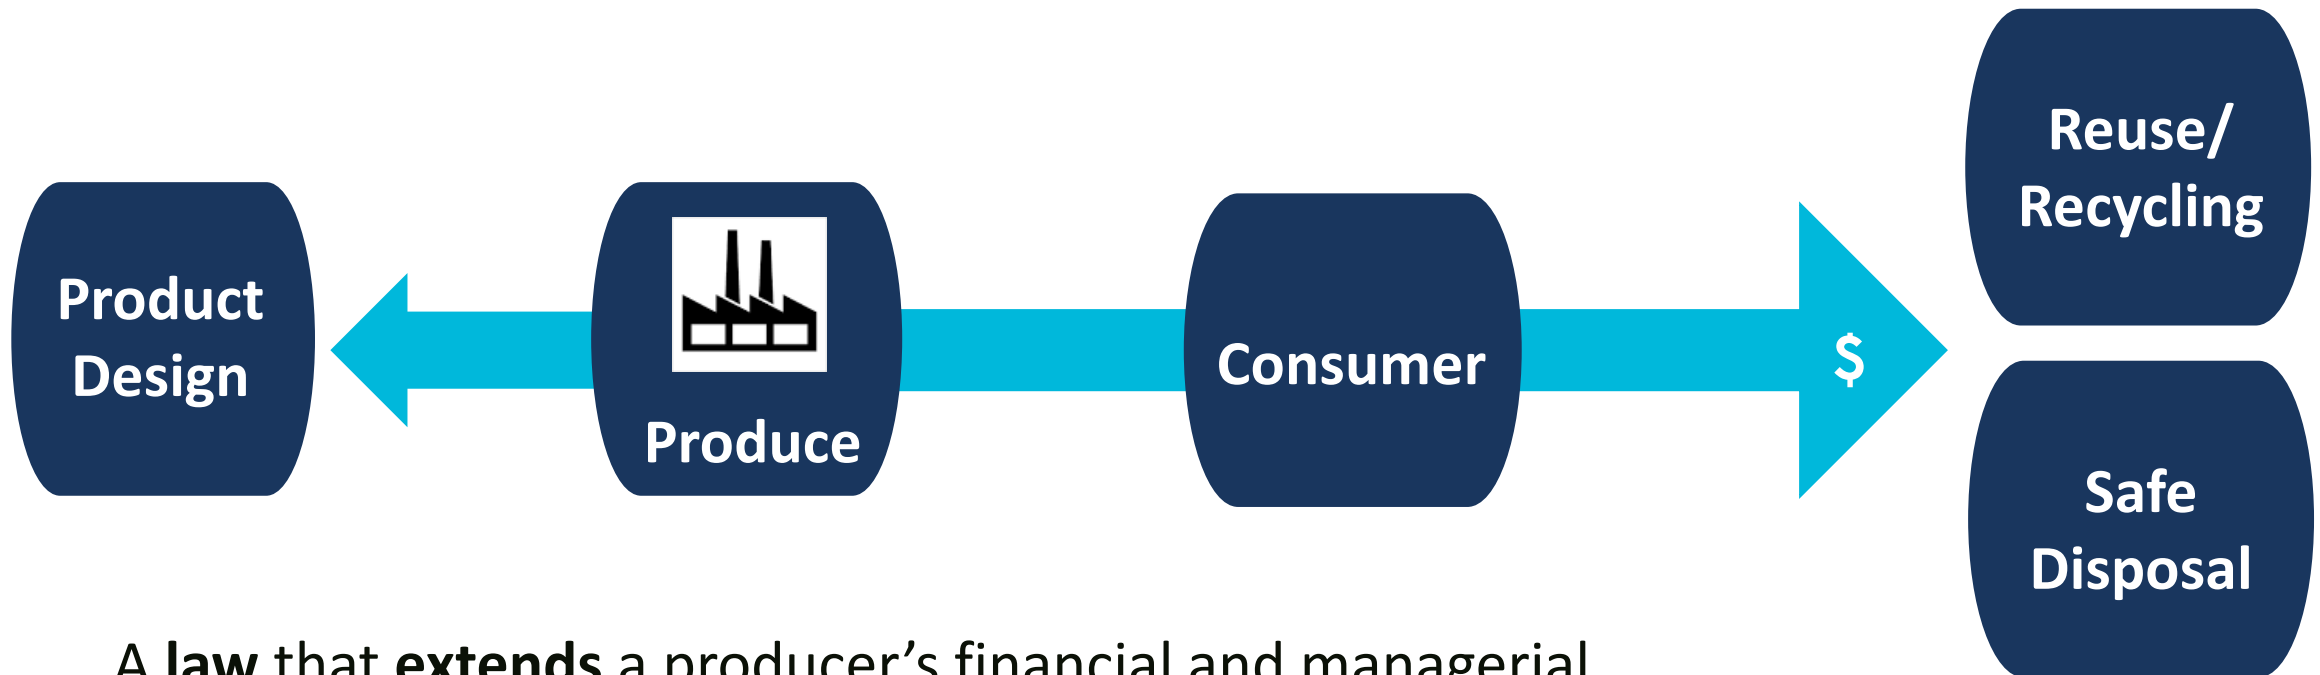 Product
Design
Produce
Consumer
$
Reuse/
Recycling
Safe
Disposal
A law that extends a producer’s financial and managerial